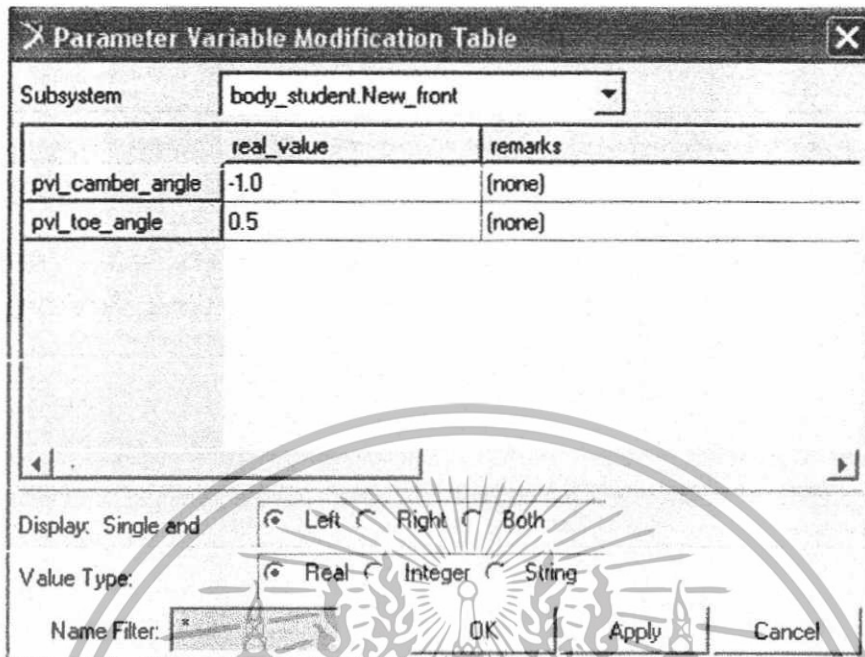 Parameter Variable Modification Table
Subsystem body_student.New_front
real_value remarks
pvl_camber_angle -1.0 (none)
pvl_toe_angle 0.5 (none)
Display: Single and Left Right Both
Value Type: Real Integer String
Name Filter: * OK Apply Cancel